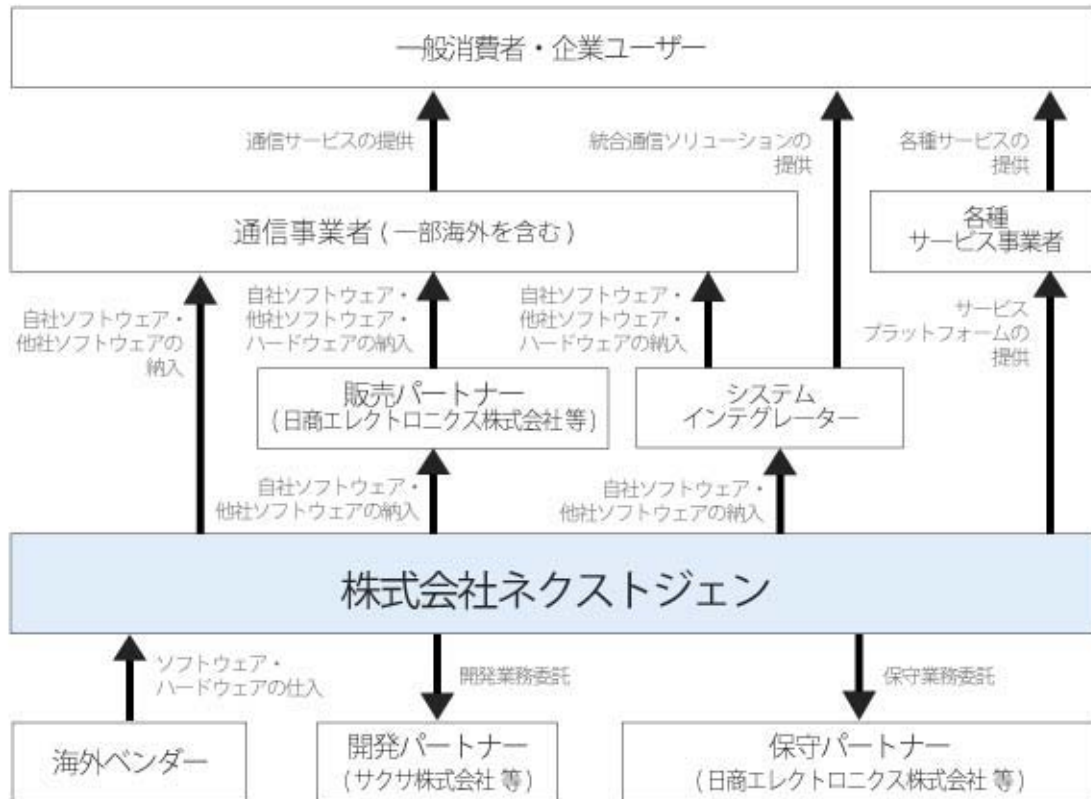 一般消費者・企業ユーザー
通信サービスの提供
統合通信ソリューションの
提供
各種サービスの
提供
通信事業者 ( 一部海外を含む )
各種
サービス事業者
自社ソフトウェア・
他社ソフトウェアの
納入
自社ソフトウェア・
他社ソフトウェア・
ハードウェアの納入
自社ソフトウェア・
他社ソフトウェア・
ハードウェアの納入
サービス
プラットフォームの
提供
販売パートナー
( 日商エレクトロニクス株式会社 等 )
システム
インテグレーター
自社ソフトウェア・
他社ソフトウェアの納入
自社ソフトウェア・
他社ソフトウェアの納入
株式会社ネクストジェン
ソフトウェア・
ハードウェアの仕入
開発業務委託
保守業務委託
海外ベンダー
開発パートナー
( サクサ株式会社 等 )
保守パートナー
( 日商エレクトロニクス株式会社 等 )